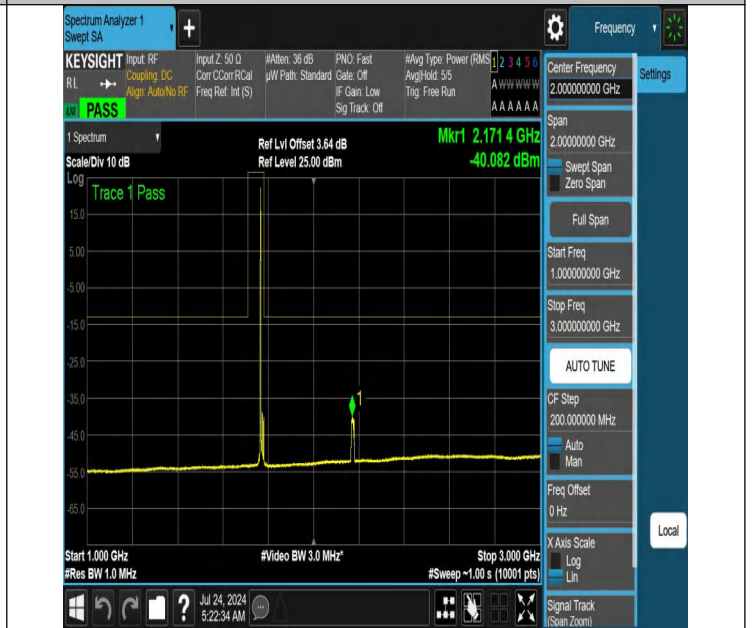 Spectrum Analyzer 1
Swept SA
+
Frequency
KEYSIGHT
RL
PASS
Input: RF
Coupling: DC
Align: Auto/No RF
Input Z: 50 Ω
Corr CCorr RCal
Freq Ref: Int (S)
#Atten: 36 dB
µW Path: Standard
PNO: Fast
Gate: Off
IF Gain: Low
Sig Track: Off
#Avg Type: Power (RMS
Avg|Hold: 5/5
Trig: Free Run
1 2 3 4 5 6
A W W W W W
A A A A A A
1 Spectrum
Scale/Div 10 dB
Log
Ref Lvl Offset 3.64 dB
Ref Level 25.00 dBm
Mkr1 2.171 4 GHz
-40.082 dBm
Trace 1 Pass
15.0
5.00
-5.00
-15.0
-25.0
-35.0
-45.0
-55.0
-65.0
1
Start 1.000 GHz
#Res BW 1.0 MHz
#Video BW 3.0 MHz*
Stop 3.000 GHz
#Sweep ~1.00 s (10001 pts)
?
Jul 24, 2024
5:22:34 AM
Center Frequency
2.000000000 GHz
Span
2.00000000 GHz
Swept Span
Zero Span
Full Span
Start Freq
1.000000000 GHz
Stop Freq
3.000000000 GHz
AUTO TUNE
CF Step
200.000000 MHz
Auto
Man
Freq Offset
0 Hz
X Axis Scale
Log
Lin
Signal Track
(Span Zoom)
Settings
Local